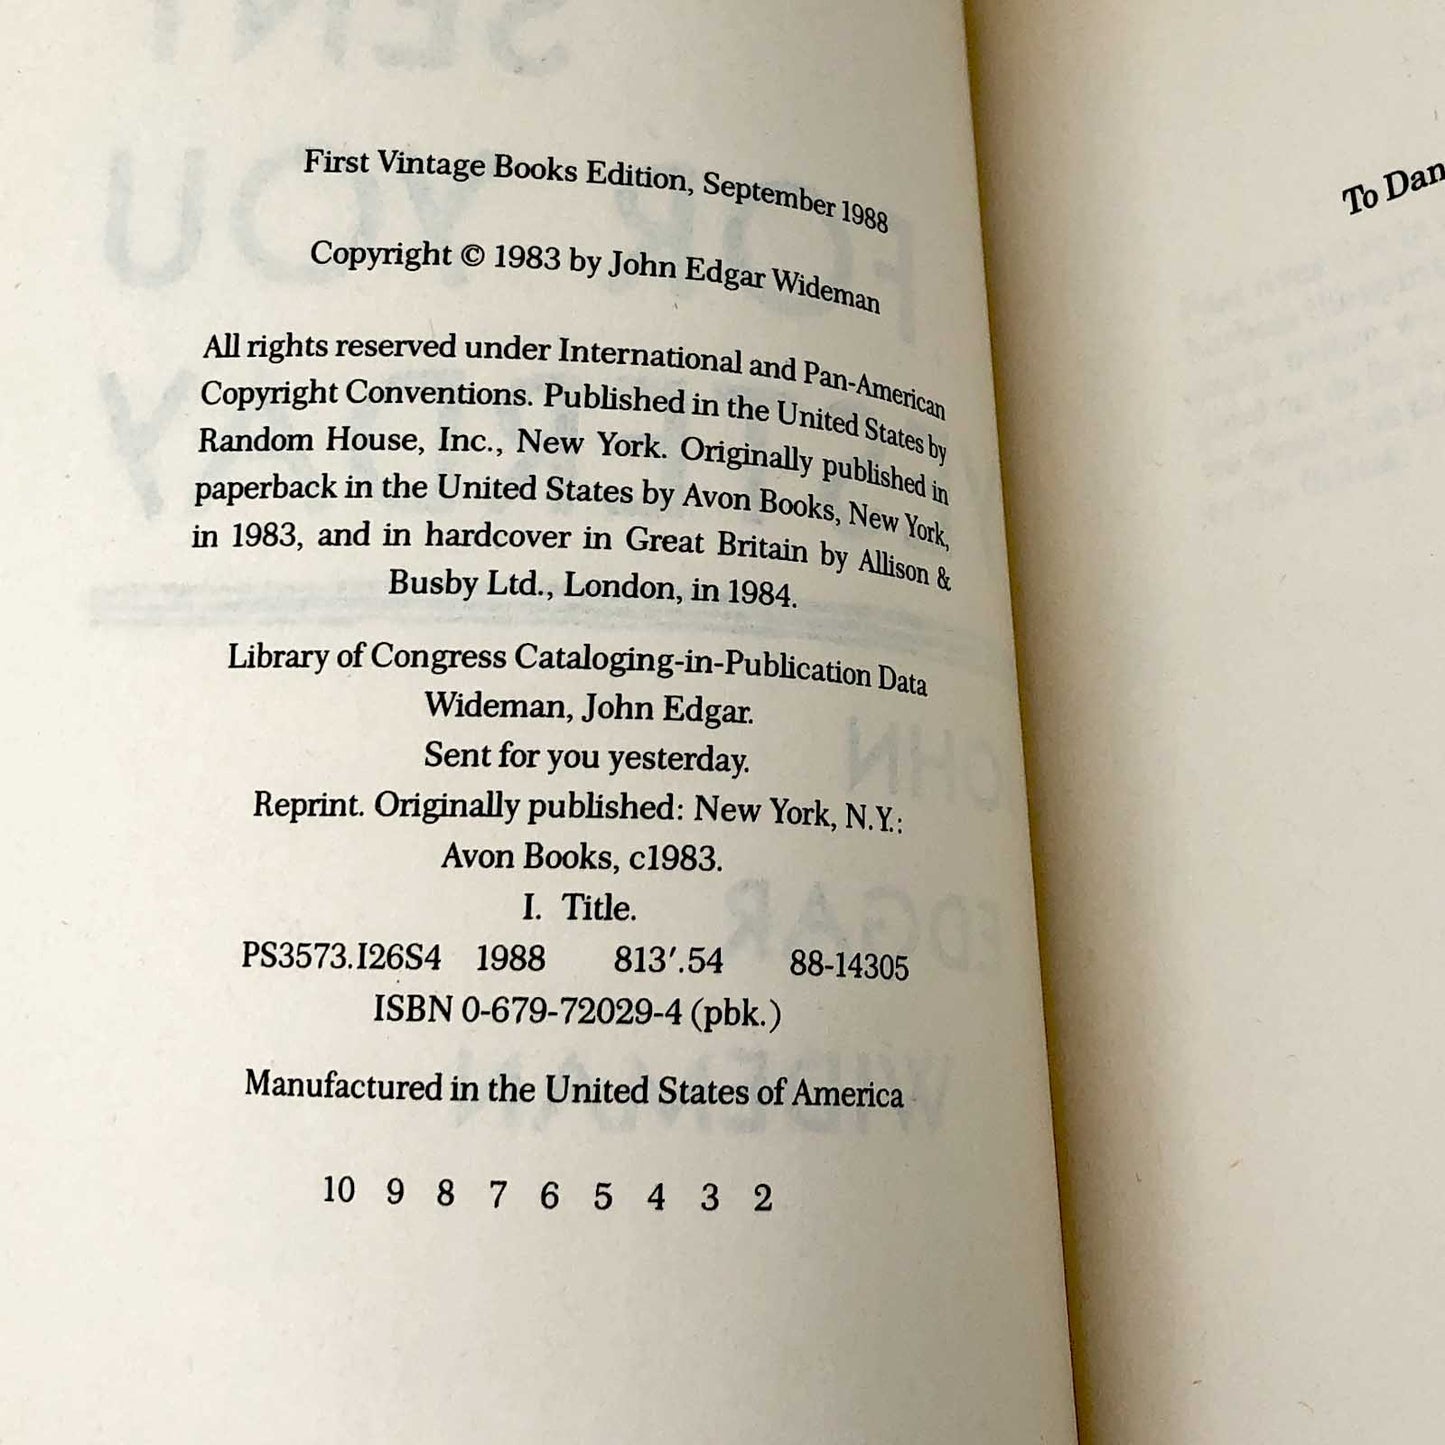 First Vintage Books Edition, September 1988
Copyright © 1983 by John Edgar Wideman
All rights reserved under International and Pan-American
Copyright Conventions. Published in the United States by
Random House, Inc., New York. Originally published in
paperback in the United States by Avon Books, New York,
in 1983, and in hardcover in Great Britain by Allison &
Busby Ltd., London, in 1984.
Library of Congress Cataloging-in-Publication Data
Wideman, John Edgar.
Sent for you yesterday.
Reprint. Originally published: New York, N.Y.:
Avon Books, c1983.
I. Title.
PS3573.I26S4 1988 813′.54 88-14305
ISBN 0-679-72029-4 (pbk.)
Manufactured in the United States of America
10 9 8 7 6 5 4 3 2
To Dan